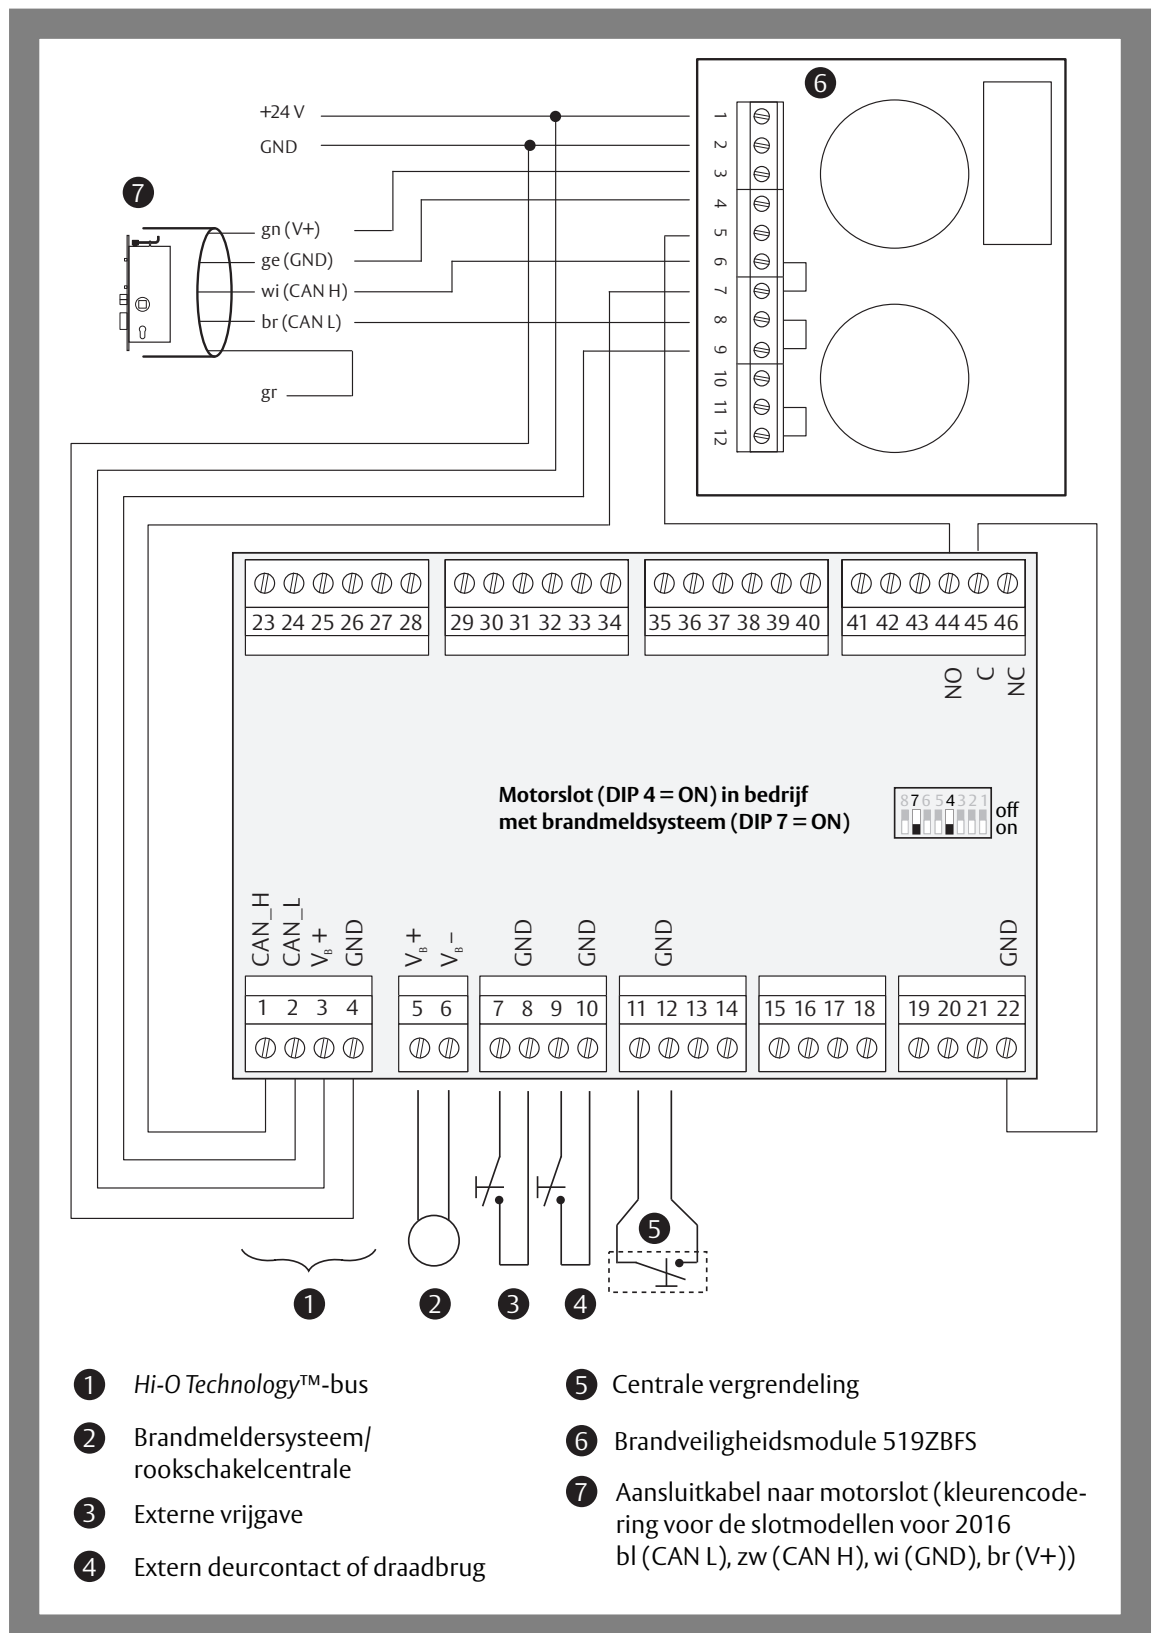 6
+24 V
GND
1
2
3
4
5
6
7
8
9
10
11
12
7
gn (V+)
ge (GND)
wi (CAN H)
br (CAN L)
gr
23 24 25 26 27 28
29 30 31 32 33 34
35 36 37 38 39 40
41 42 43 44 45 46
NO
C
NC
Motorslot (DIP 4 = ON) in bedrijf
met brandmeldsysteem (DIP 7 = ON)
8 7 6 5 4 3 2 1
off
on
CAN_H
CAN_L
VB +
GND
VB +
VB −
GND
GND
GND
GND
1 2 3 4
5 6
7 8 9 10
11 12 13 14
15 16 17 18
19 20 21 22
5
1
2
3
4
1 Hi-O Technology™-bus
2 Brandmeldersysteem/
rookschakelcentrale
3 Externe vrijgave
4 Extern deurcontact of draadbrug
5 Centrale vergrendeling
6 Brandveiligheidsmodule 519ZBFS
7 Aansluitkabel naar motorslot (kleurencode-
ring voor de slotmodellen voor 2016
bl (CAN L), zw (CAN H), wi (GND), br (V+))